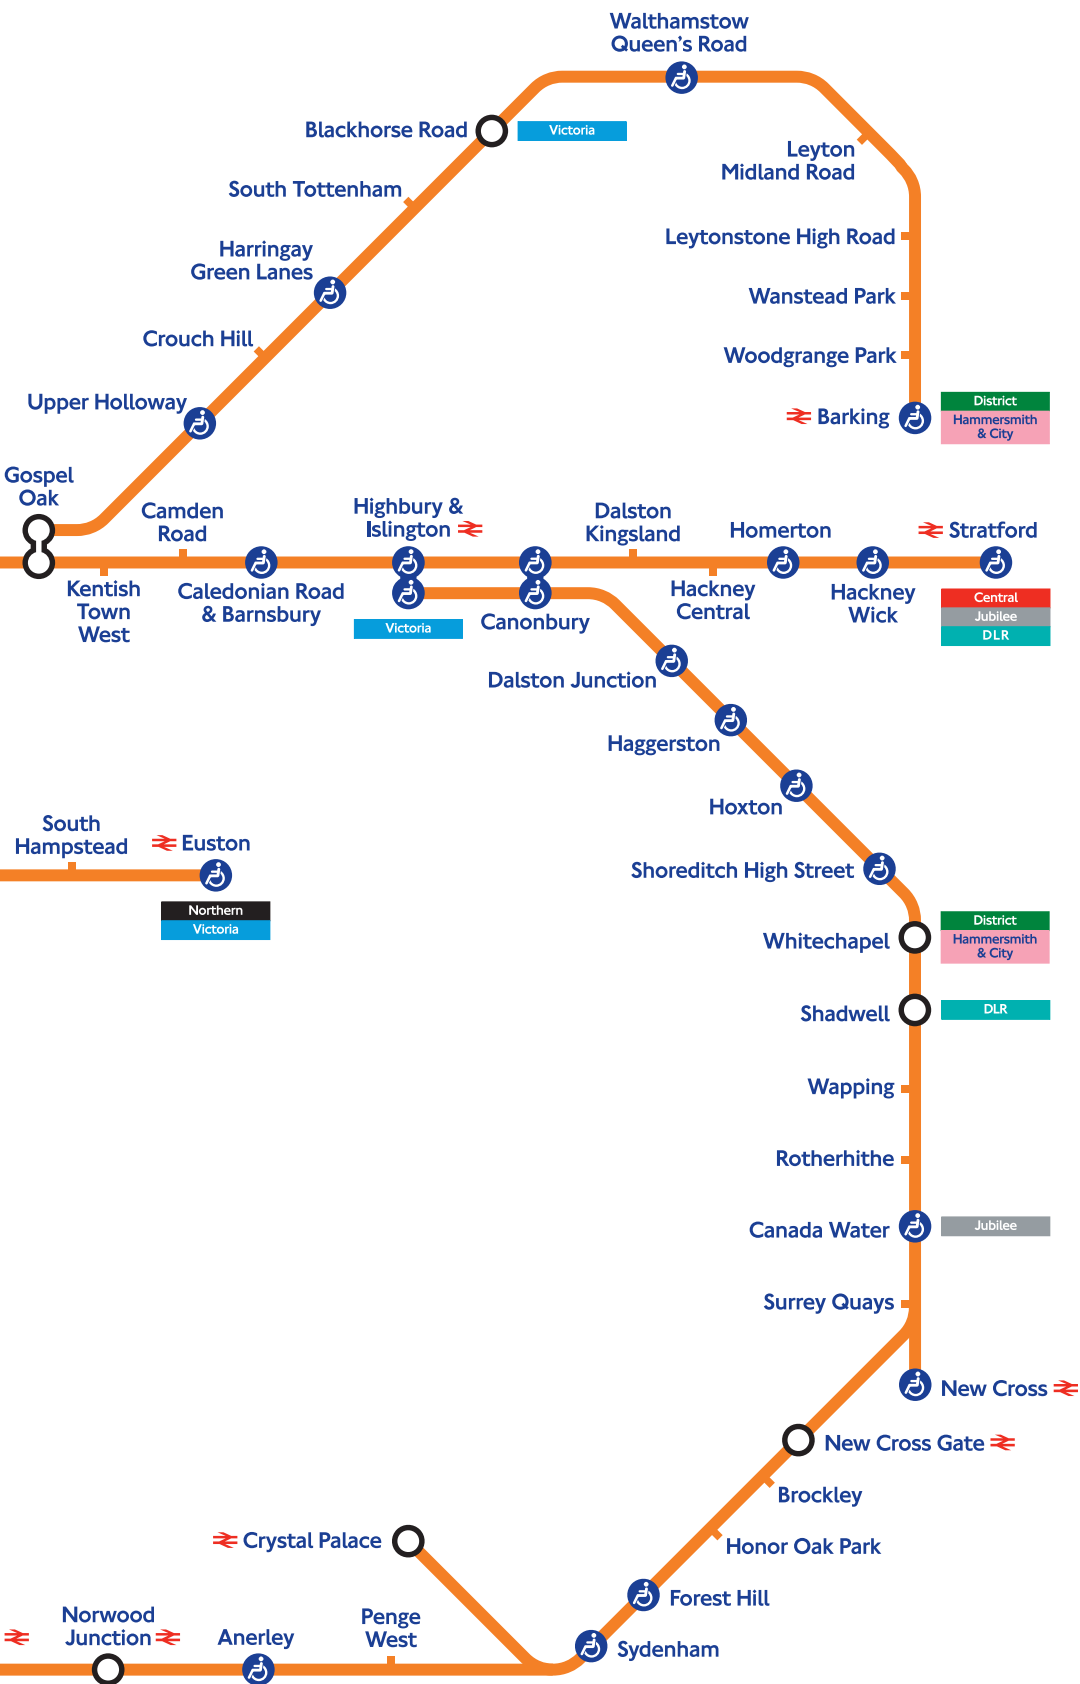 Walthamstow
Queen's Road
Blackhorse Road
Victoria
Leyton
Midland Road
South Tottenham
Leytonstone High Road
Harringay
Green Lanes
Wanstead Park
Crouch Hill
Woodgrange Park
Upper Holloway
Barking
District
Hammersmith
& City
Gospel
Oak
Camden
Road
Highbury &
Islington
Dalston
Kingsland
Homerton
Stratford
Kentish
Town
West
Caledonian Road
& Barnsbury
Victoria
Canonbury
Hackney
Central
Hackney
Wick
Central
Jubilee
DLR
Dalston Junction
Haggerston
Hoxton
South
Hampstead
Euston
Northern
Victoria
Shoreditch High Street
Whitechapel
District
Hammersmith
& City
Shadwell
DLR
Wapping
Rotherhithe
Canada Water
Jubilee
Surrey Quays
New Cross
New Cross Gate
Brockley
Crystal Palace
Honor Oak Park
Forest Hill
Norwood
Junction
Anerley
Penge
West
Sydenham